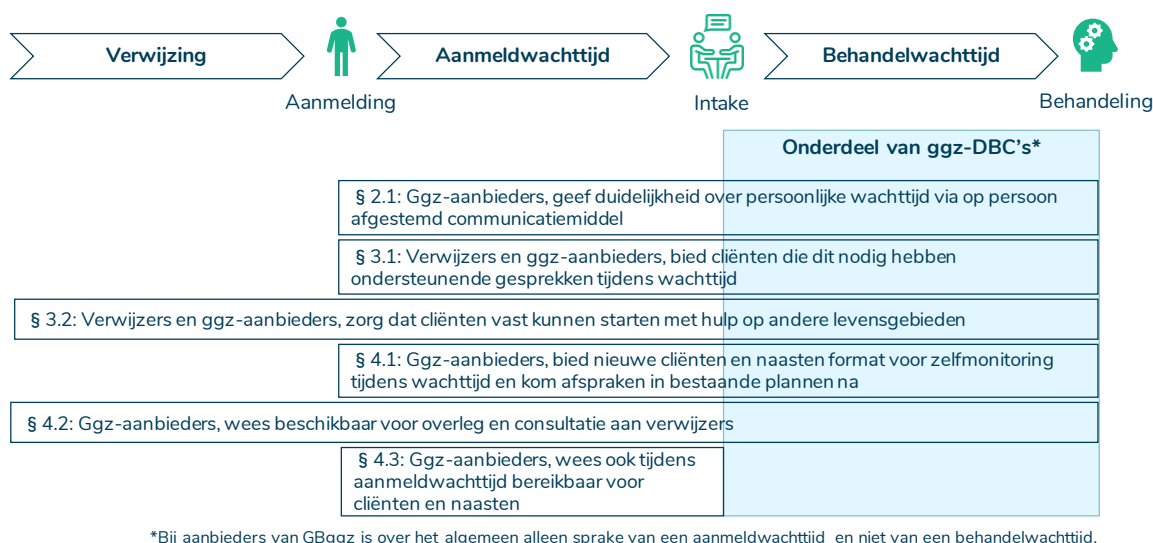 Verwijzing
Aanmeldwachttijd
Behandelwachttijd
Aanmelding
Intake
Behandeling
Onderdeel van ggz-DBC's*
§ 2.1: Ggz-aanbieders, geef duidelijkheid over persoonlijke wachttijd via op persoon
afgestemd communicatiemiddel
§ 3.1: Verwijzers en ggz-aanbieders, bied cliënten die dit nodig hebben
ondersteunende gesprekken tijdens wachttijd
§ 3.2: Verwijzers en ggz-aanbieders, zorg dat cliënten vast kunnen starten met hulp op andere levensgebieden
§ 4.1: Ggz-aanbieders, bied nieuwe cliënten en naasten format voor zelfmonitoring
tijdens wachttijd en kom afspraken in bestaande plannen na
§ 4.2: Ggz-aanbieders, wees beschikbaar voor overleg en consultatie aan verwijzers
§ 4.3: Ggz-aanbieders, wees ook tijdens
aanmeldwachttijd bereikbaar voor
cliënten en naasten
*Bij aanbieders van GBggz is over het algemeen alleen sprake van een aanmeldwachttijd en niet van een behandelwachttijd.